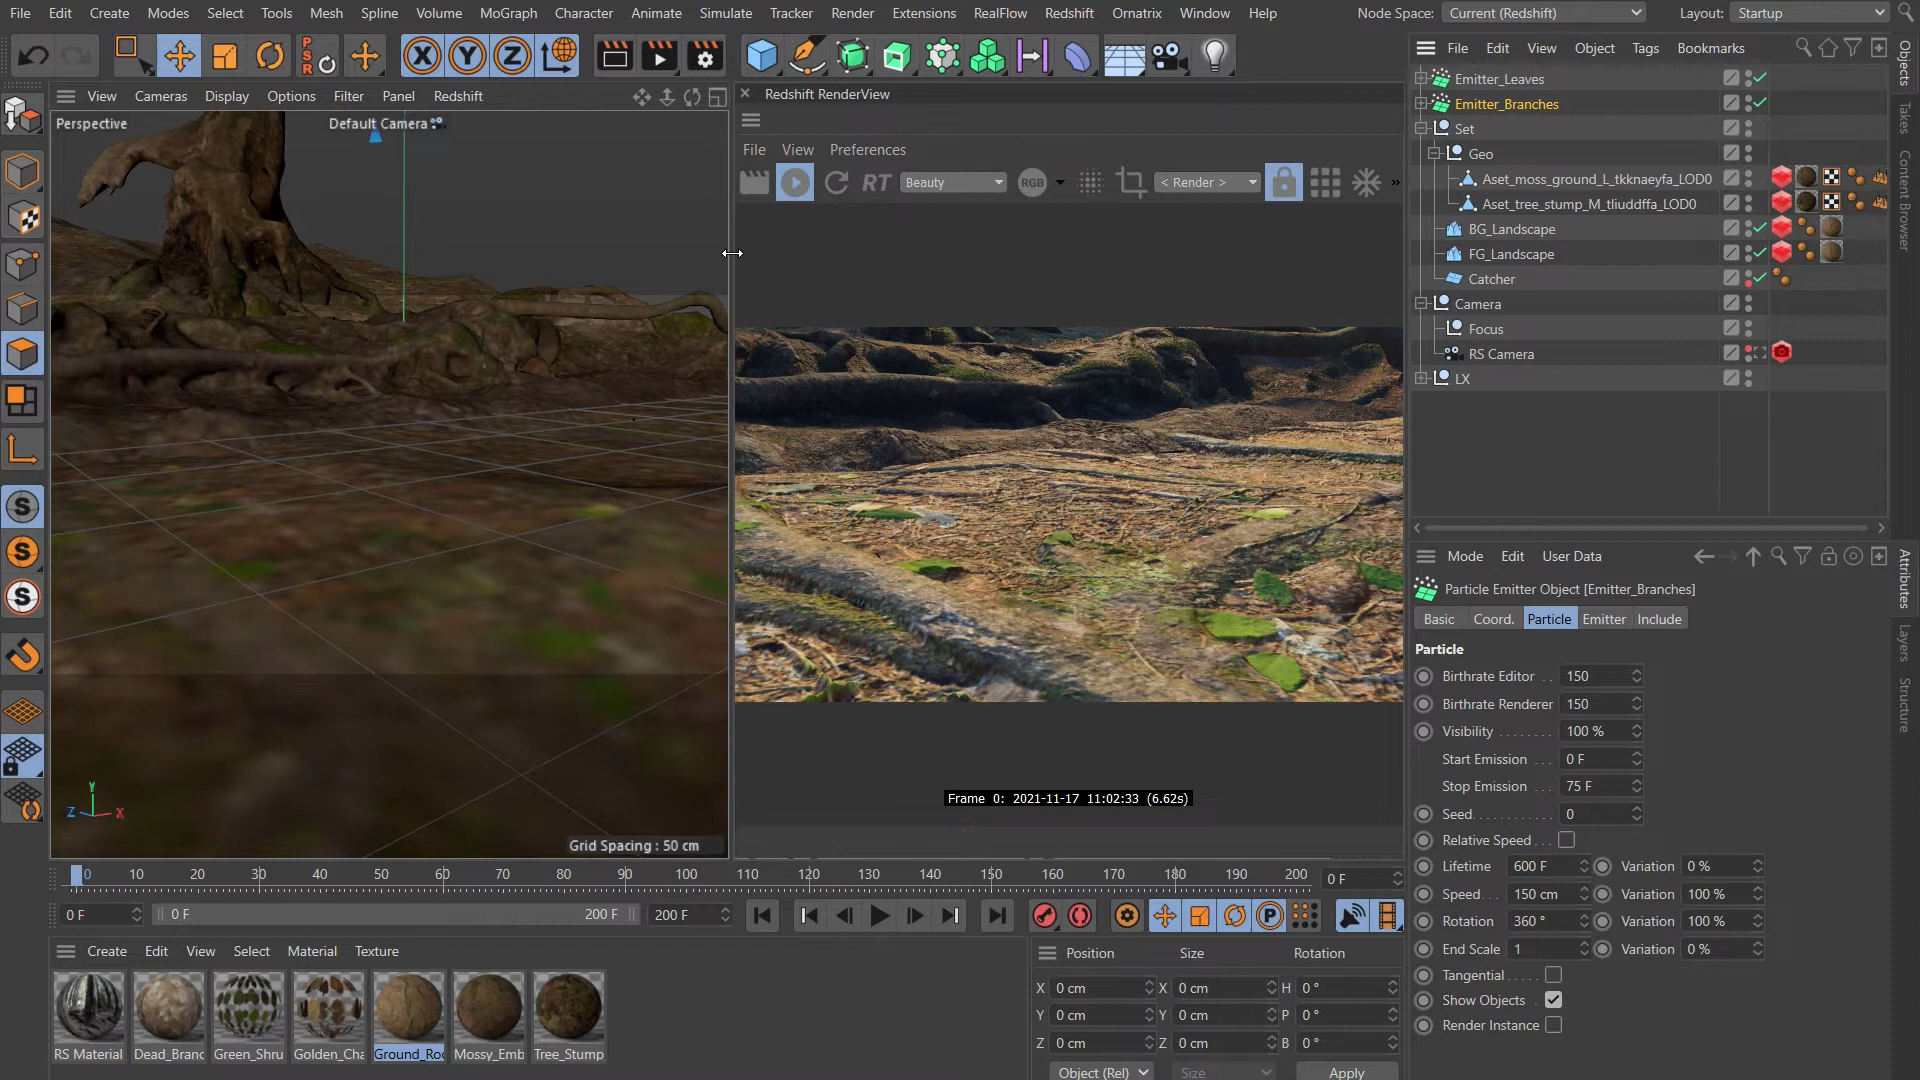 File Edit Create Modes Select Tools Mesh Spline Volume MoGraph Character Animate Simulate Tracker Render Extensions RealFlow Redshift Ornatrix Window Help Node Space: Current (Redshift) Layout: Startup
PSR X Y Z
File Edit View Object Tags Bookmarks
Objects
Takes
Content Browser
View Cameras Display Options Filter Panel Redshift
Perspective Default Camera
Redshift RenderView
File View Preferences
RT Beauty RGB < Render > »
Emitter_Leaves
Emitter_Branches
Set
Geo
Aset_moss_ground_L_tkknaeyfa_LOD0
Aset_tree_stump_M_tliuddffa_LOD0
BG_Landscape
FG_Landscape
Catcher
Camera
Focus
RS Camera
LX
S
S
S
Y
Z X
Grid Spacing : 50 cm
Frame 0: 2021-11-17 11:02:33 (6.62s)
Mode Edit User Data
Attributes
Layers
Structure
Particle Emitter Object [Emitter_Branches]
Basic Coord. Particle Emitter Include
Particle
Birthrate Editor . . 150
Birthrate Renderer 150
Visibility . . . . . . . . 100 %
Start Emission . . . 0 F
Stop Emission . . . 75 F
Seed. . . . . . . . . . . 0
Relative Speed . . .
Lifetime 600 F Variation 0 %
Speed. . . 150 cm Variation 100 %
Rotation 360 ° Variation 100 %
End Scale 1 Variation 0 %
Tangential . . . . .
Show Objects .
Render Instance
0 10 20 30 40 50 60 70 80 90 100 110 120 130 140 150 160 170 180 190 200 0 F
0 F 0 F 200 F 200 F P
Create Edit View Select Material Texture
RS Material Dead_Branc Green_Shru Golden_Cha Ground_Roo Mossy_Emb Tree_Stump
Position Size Rotation
X 0 cm X 0 cm H 0 °
Y 0 cm Y 0 cm P 0 °
Z 0 cm Z 0 cm B 0 °
Object (Rel) Size Apply